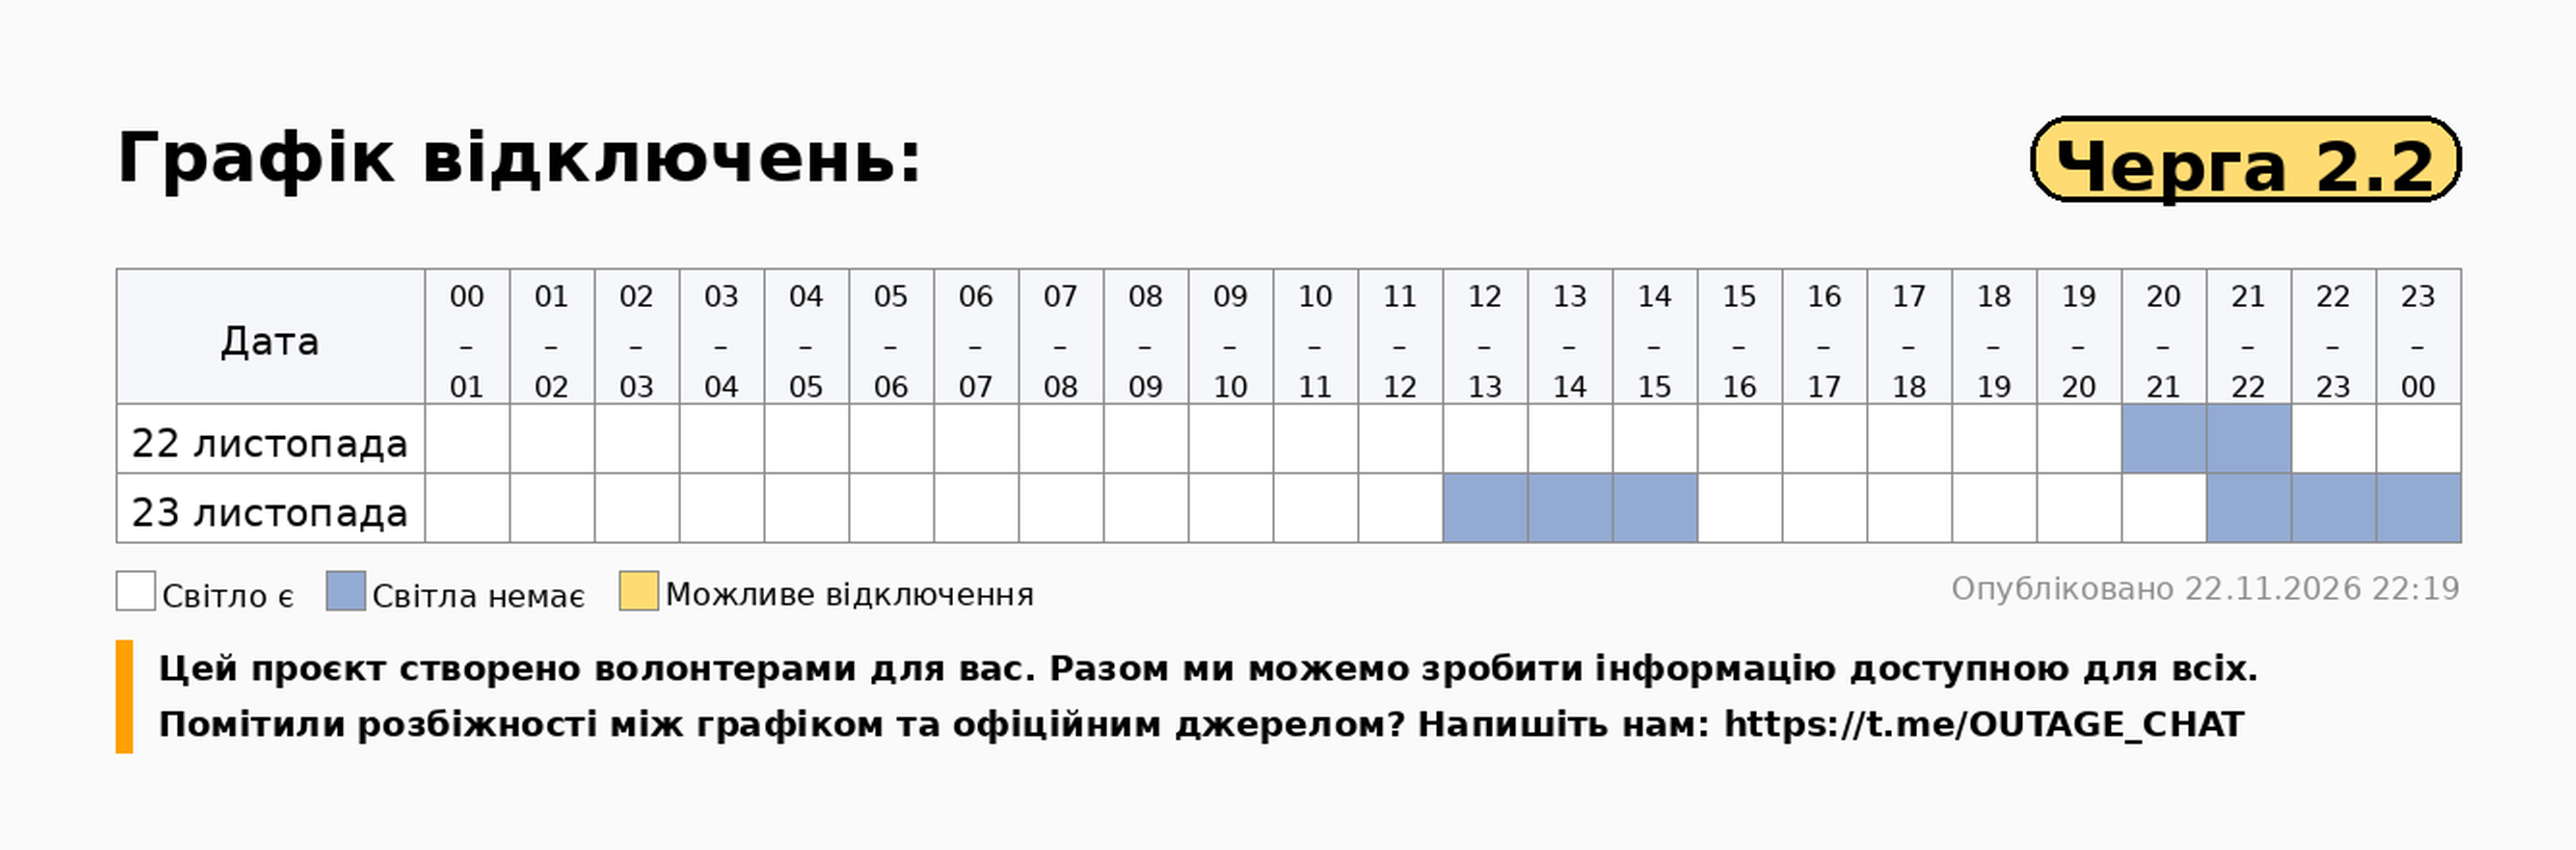 Графік відключень:
Черга 2.2
Дата 00 – 01 01 – 02 02 – 03 03 – 04 04 – 05 05 – 06 06 – 07 07 – 08 08 – 09 09 – 10 10 – 11 11 – 12 12 – 13 13 – 14 14 – 15 15 – 16 16 – 17 17 – 18 18 – 19 19 – 20 20 – 21 21 – 22 22 – 23 23 – 00
22 листопада
23 листопада
Світло є Світла немає Можливе відключення
Опубліковано 22.11.2026 22:19
Цей проєкт створено волонтерами для вас. Разом ми можемо зробити інформацію доступною для всіх.
Помітили розбіжності між графіком та офіційним джерелом? Напишіть нам: https://t.me/OUTAGE_CHAT